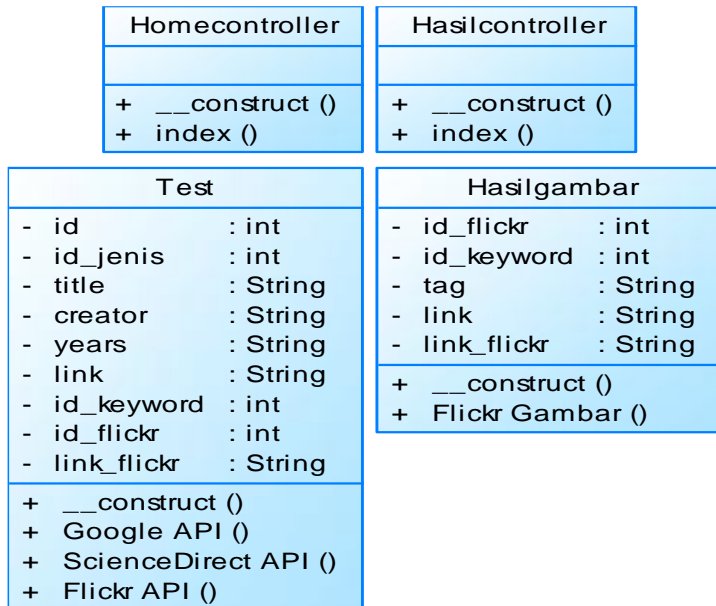 Homecontroller
+ __construct ()
+ index ()
Hasilcontroller
+ __construct ()
+ index ()
Test
- id : int
- id_jenis : int
- title : String
- creator : String
- years : String
- link : String
- id_keyword : int
- id_flickr : int
- link_flickr : String
+ __construct ()
+ Google API ()
+ ScienceDirect API ()
+ Flickr API ()
Hasilgambar
- id_flickr : int
- id_keyword : int
- tag : String
- link : String
- link_flickr : String
+ __construct ()
+ Flickr Gambar ()